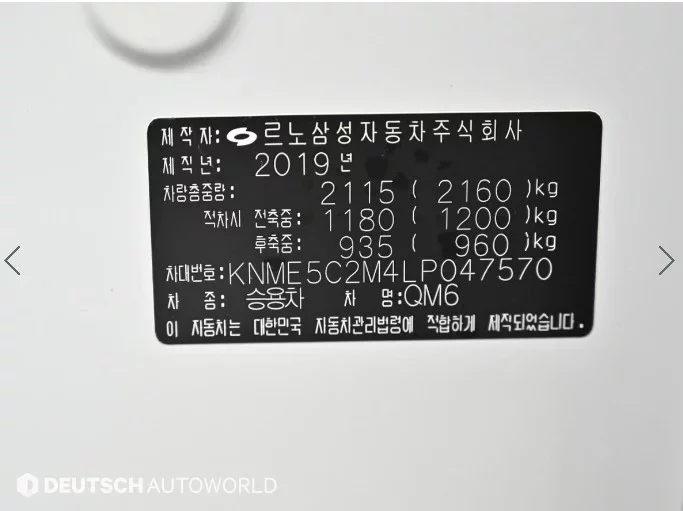 제작자: 르노삼성자동차주식회사
제작년: 2019년
차량총중량: 2115 ( 2160 )kg
적차시 전축중: 1180 ( 1200 )kg
후축중: 935 ( 960 )kg
차대번호: KNME5C2M4LP047570
차 종: 승용차 차 명: QM6
이 자동차는 대한민국 자동차관리법령에 적합하게 제작되었습니다.
DEUTSCH AUTOWORLD